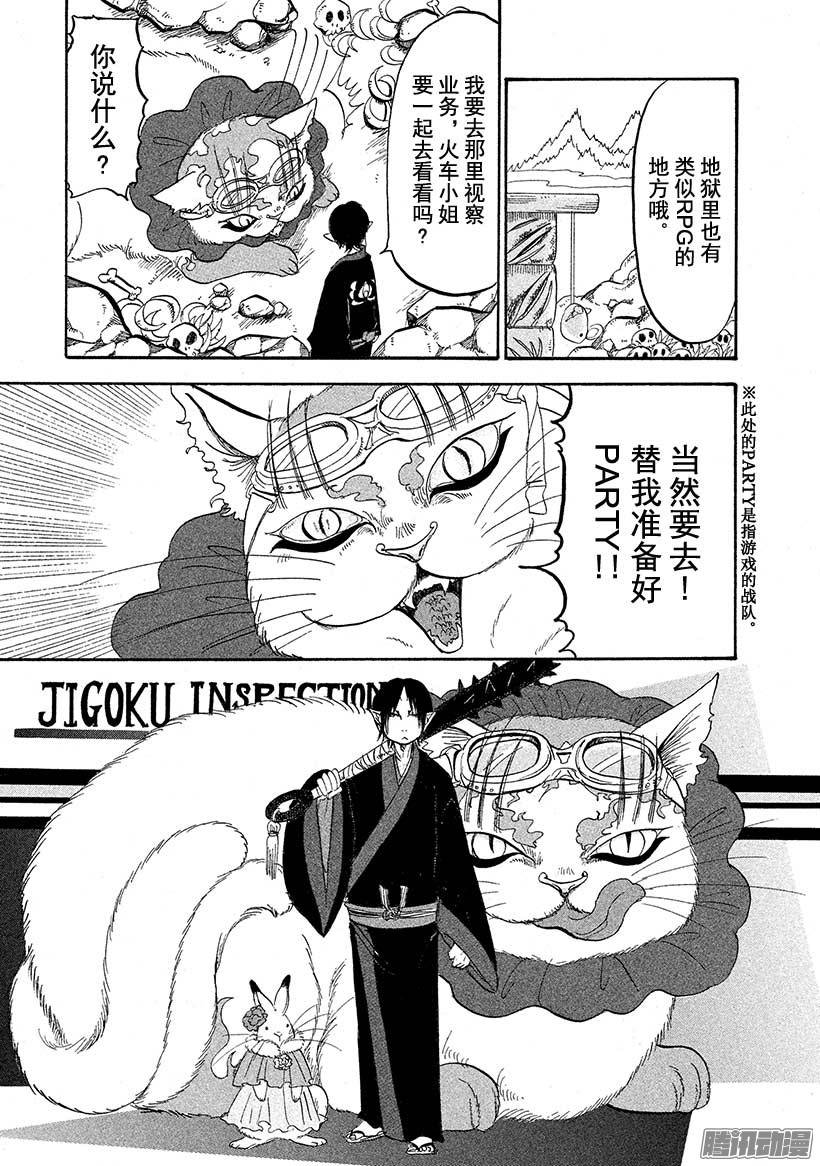 地狱里也有
类似RPG的
地方哦。
我要去那里视察
业务，火车小姐
要一起去看看吗？
你说什么？
当然要去！
替我准备好
PARTY!!
※此处的PARTY是指游戏的战队。
JIGOKU INSPECTION
腾讯动漫